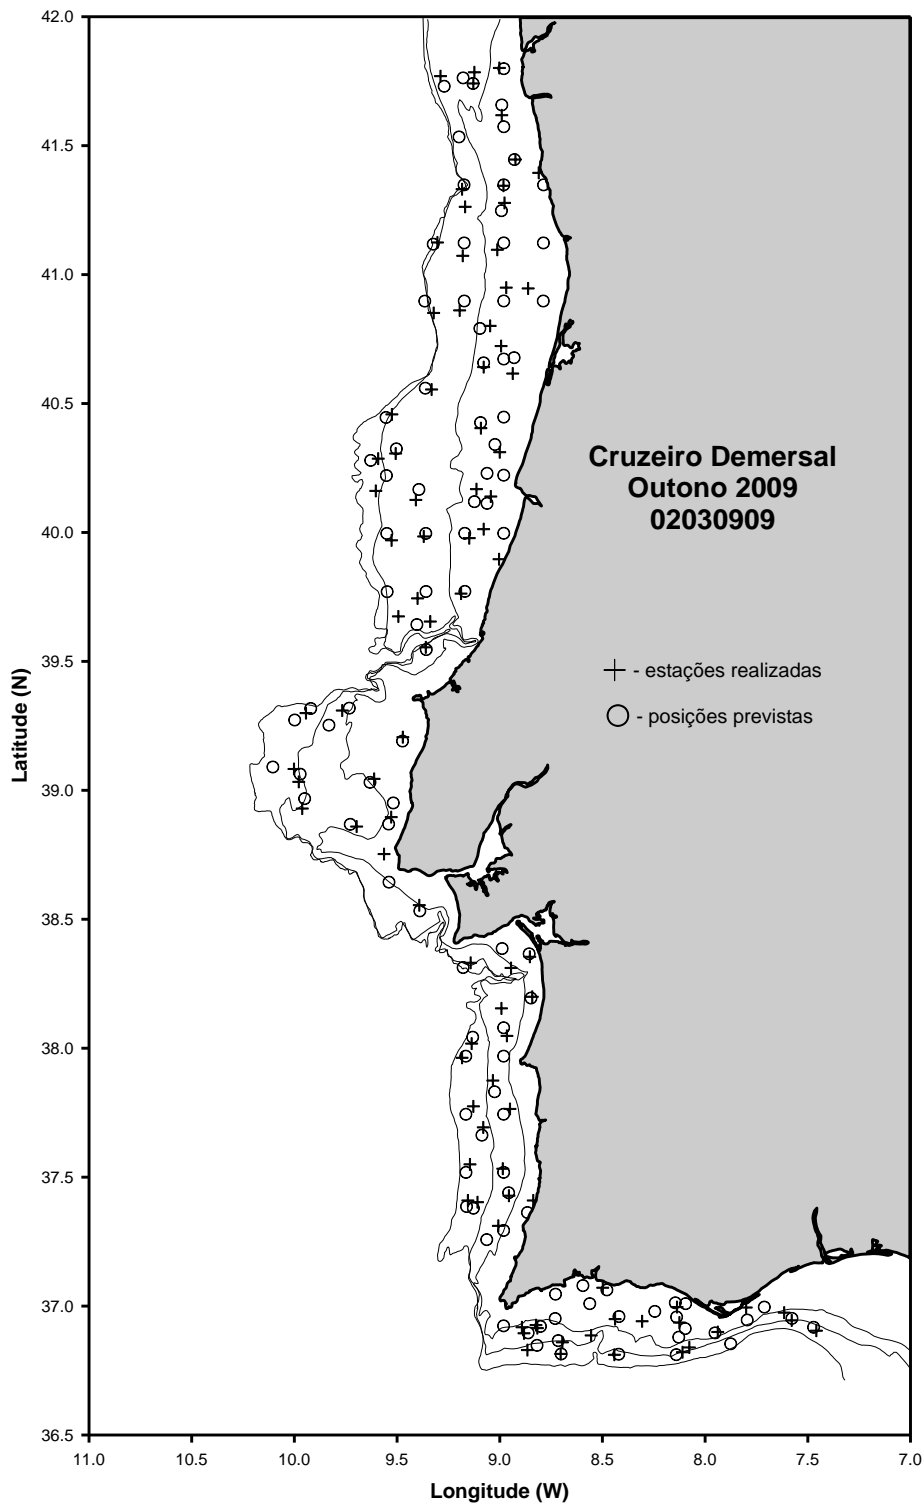 42.0
41.5
41.0
40.5
40.0
39.5
39.0
38.5
38.0
37.5
37.0
36.5
Latitude (N)
Cruzeiro Demersal
Outono 2009
02030909
- estações realizadas
- posições previstas
11.0 10.5 10.0 9.5 9.0 8.5 8.0 7.5 7.0
Longitude (W)